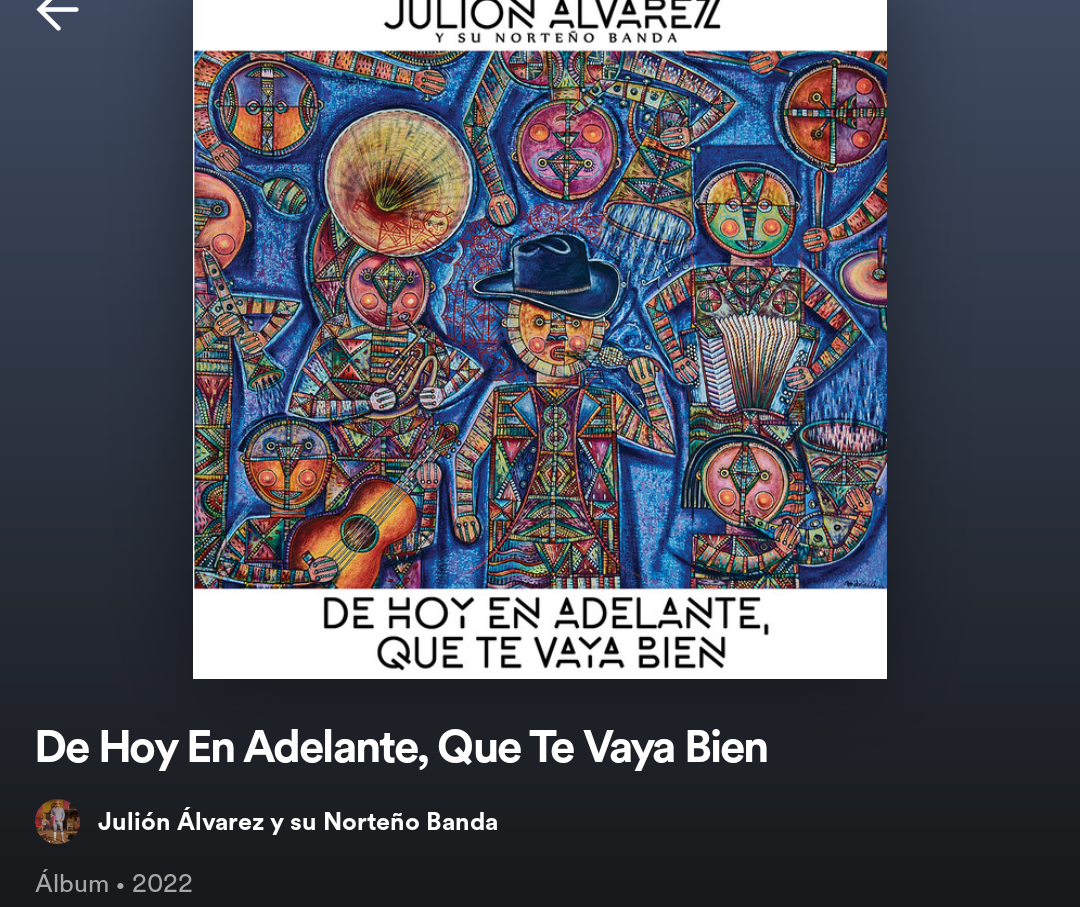 JULIÓN ÁLVAREZ
Y SU NORTEÑO BANDA
DE HOY EN ADELANTE,
QUE TE VAYA BIEN
De Hoy En Adelante, Que Te Vaya Bien
Julión Álvarez y su Norteño Banda
Álbum • 2022